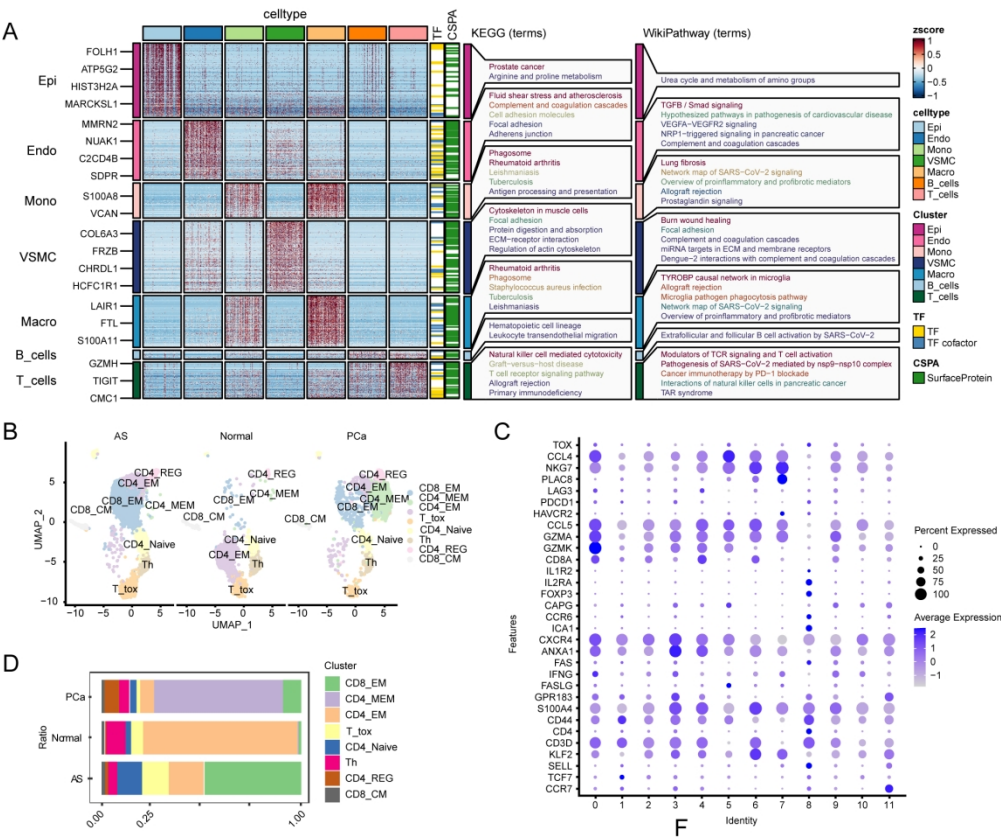 A
celltype
TF
CSPA
KEGG (terms)
WikiPathway (terms)
Epi
FOLH1
ATP5G2
HIST3H2A
MARCKSL1
Endo
MMRN2
NUAK1
C2CD4B
SDPR
Mono
S100A8
VCAN
VSMC
COL6A3
FRZB
CHRDL1
HCFC1R1
Macro
LAIR1
FTL
S100A11
B_cells
T_cells
GZMH
TIGIT
CMC1
Prostate cancer
Arginine and proline metabolism
Fluid shear stress and atherosclerosis
Complement and coagulation cascades
Cell adhesion molecules
Focal adhesion
Adherens junction
Phagosome
Rheumatoid arthritis
Leishmaniasis
Tuberculosis
Antigen processing and presentation
Cytoskeleton in muscle cells
Focal adhesion
Protein digestion and absorption
ECM−receptor interaction
Regulation of actin cytoskeleton
Rheumatoid arthritis
Phagosome
Staphylococcus aureus infection
Tuberculosis
Leishmaniasis
Hematopoietic cell lineage
Leukocyte transendothelial migration
Natural killer cell mediated cytotoxicity
Graft−versus−host disease
T cell receptor signaling pathway
Allograft rejection
Primary immunodeficiency
Urea cycle and metabolism of amino groups
TGFB / Smad signaling
Hypothesized pathways in pathogenesis of cardiovascular disease
VEGFA−VEGFR2 signaling
NRP1−triggered signaling in pancreatic cancer
Complement and coagulation cascades
Lung fibrosis
Network map of SARS−CoV−2 signaling
Overview of proinflammatory and profibrotic mediators
Allograft rejection
Prostaglandin signaling
Burn wound healing
Focal adhesion
Complement and coagulation cascades
miRNA targets in ECM and membrane receptors
Dengue−2 interactions with complement and coagulation cascades
TYROBP causal network in microglia
Allograft rejection
Microglia pathogen phagocytosis pathway
Network map of SARS−CoV−2 signaling
Overview of proinflammatory and profibrotic mediators
Extrafollicular and follicular B cell activation by SARS−CoV−2
Modulators of TCR signaling and T cell activation
Pathogenesis of SARS−CoV−2 mediated by nsp9−nsp10 complex
Cancer immunotherapy by PD−1 blockade
Interactions of natural killer cells in pancreatic cancer
TAR syndrome
zscore
1
0.5
0
−0.5
−1
celltype
Epi
Endo
Mono
VSMC
Macro
B_cells
T_cells
Cluster
Epi
Endo
Mono
VSMC
Macro
B_cells
T_cells
TF
TF
TF cofactor
CSPA
SurfaceProtein
B
AS
Normal
PCa
UMAP_2
5
0
−5
−10
CD4_REG
CD4_EM
CD8_EM
CD4_MEM
CD8_CM
CD4_Naive
Th
T_tox
CD4_REG
CD8_EM
CD4_MEM
CD8_CM
CD4_Naive
CD4_EM
Th
T_tox
CD4_REG
CD4_EM
CD4_MEM
CD8_EM
CD8_CM
CD4_Naive
Th
T_tox
−10 −5 0 5
−10 −5 0 5
−10 −5 0 5
UMAP_1
CD8_EM
CD4_MEM
CD4_EM
T_tox
CD4_Naive
Th
CD4_REG
CD8_CM
C
Features
TOX
CCL4
NKG7
PLAC8
LAG3
PDCD1
HAVCR2
CCL5
GZMA
GZMK
CD8A
IL1R2
IL2RA
FOXP3
CAPG
CCR6
ICA1
CXCR4
ANXA1
FAS
IFNG
FASLG
GPR183
S100A4
CD44
CD4
CD3D
KLF2
SELL
TCF7
CCR7
0 1 2 3 4 5 6 7 8 9 10 11
Identity
Percent Expressed
0
25
50
75
100
Average Expression
2
1
0
−1
D
Ratio
PCa
Normal
AS
0.00
0.25
1.00
Cluster
CD8_EM
CD4_MEM
CD4_EM
T_tox
CD4_Naive
Th
CD4_REG
CD8_CM
F